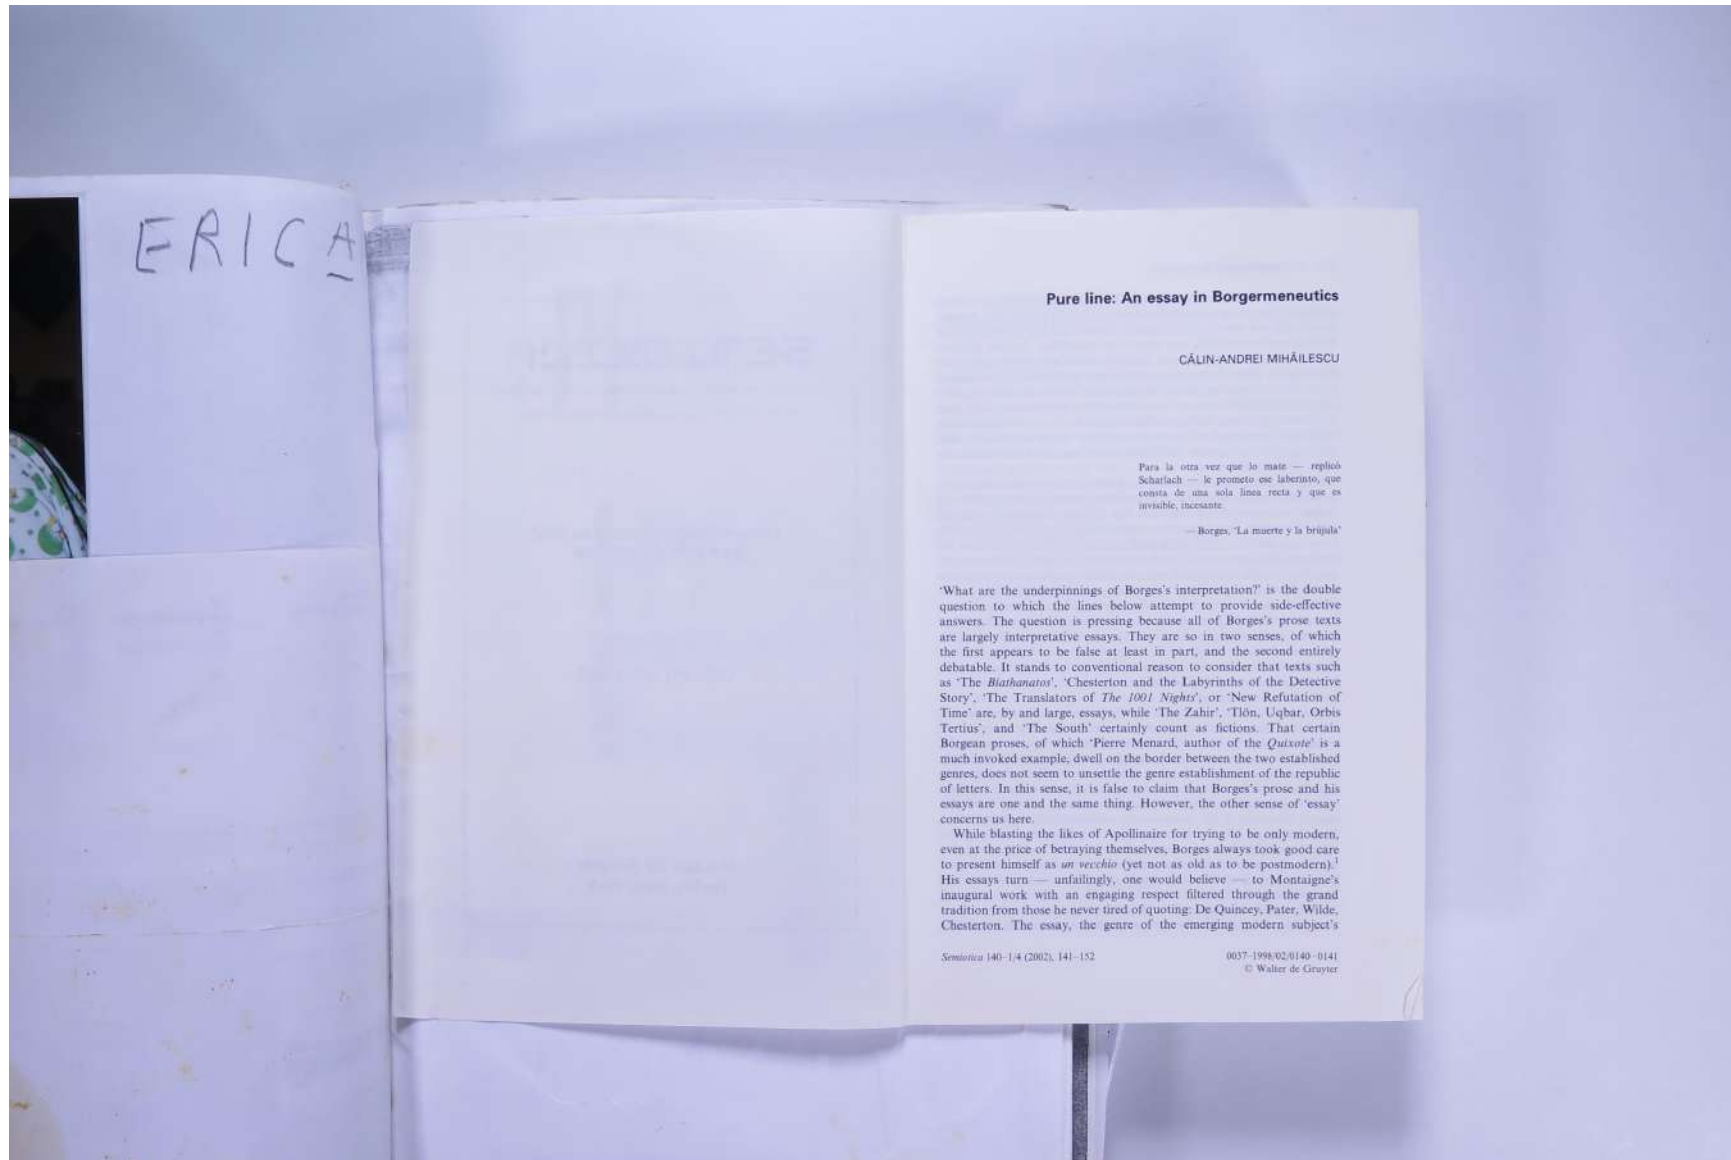 ERICA
Pure line: An essay in Borgermeneutics
CĂLIN-ANDREI MIHĂILESCU
Para la otra vez que lo mate — replicó
Scharlach — le prometo ese laberinto, que
consta de una sola línea recta y que es
invisible, incesante.
— Borges, 'La muerte y la brújula'
'What are the underpinnings of Borges's interpretation?' is the double
question to which the lines below attempt to provide side-effective
answers. The question is pressing because all of Borges's prose texts
are largely interpretative essays. They are so in two senses, of which
the first appears to be false at least in part, and the second entirely
debatable. It stands to conventional reason to consider that texts such
as 'The Biathanatos', 'Chesterton and the Labyrinths of the Detective
Story', 'The Translators of The 1001 Nights', or 'New Refutation of
Time' are, by and large, essays, while 'The Zahir', 'Tlön, Uqbar, Orbis
Tertius', and 'The South' certainly count as fictions. That certain
Borgean proses, of which 'Pierre Menard, author of the Quixote' is a
much invoked example, dwell on the border between the two established
genres, does not seem to unsettle the genre establishment of the republic
of letters. In this sense, it is false to claim that Borges's prose and his
essays are one and the same thing. However, the other sense of 'essay'
concerns us here.
While blasting the likes of Apollinaire for trying to be only modern,
even at the price of betraying themselves, Borges always took good care
to present himself as un vecchio (yet not as old as to be postmodern).1
His essays turn — unfailingly, one would believe — to Montaigne's
inaugural work with an engaging respect filtered through the grand
tradition from those he never tired of quoting: De Quincey, Pater, Wilde,
Chesterton. The essay, the genre of the emerging modern subject's
Semiotica 140–1/4 (2002), 141–152
0037–1998/02/0140–0141
© Walter de Gruyter